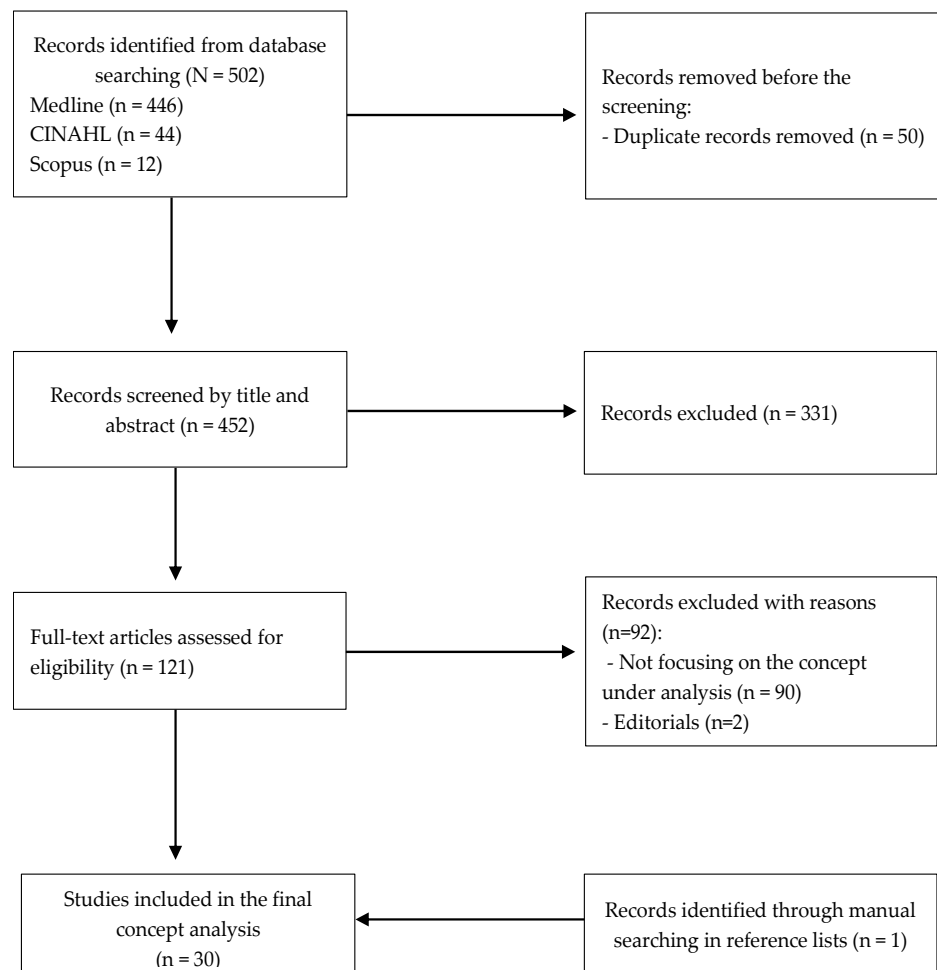 Records identified from database
searching (N = 502)
Medline (n = 446)
CINAHL (n = 44)
Scopus (n = 12)
Records removed before the
screening:
- Duplicate records removed (n = 50)
Records screened by title and
abstract (n = 452)
Records excluded (n = 331)
Full-text articles assessed for
eligibility (n = 121)
Records excluded with reasons
(n=92):
- Not focusing on the concept
under analysis (n = 90)
- Editorials (n=2)
Studies included in the final
concept analysis
(n = 30)
Records identified through manual
searching in reference lists (n = 1)